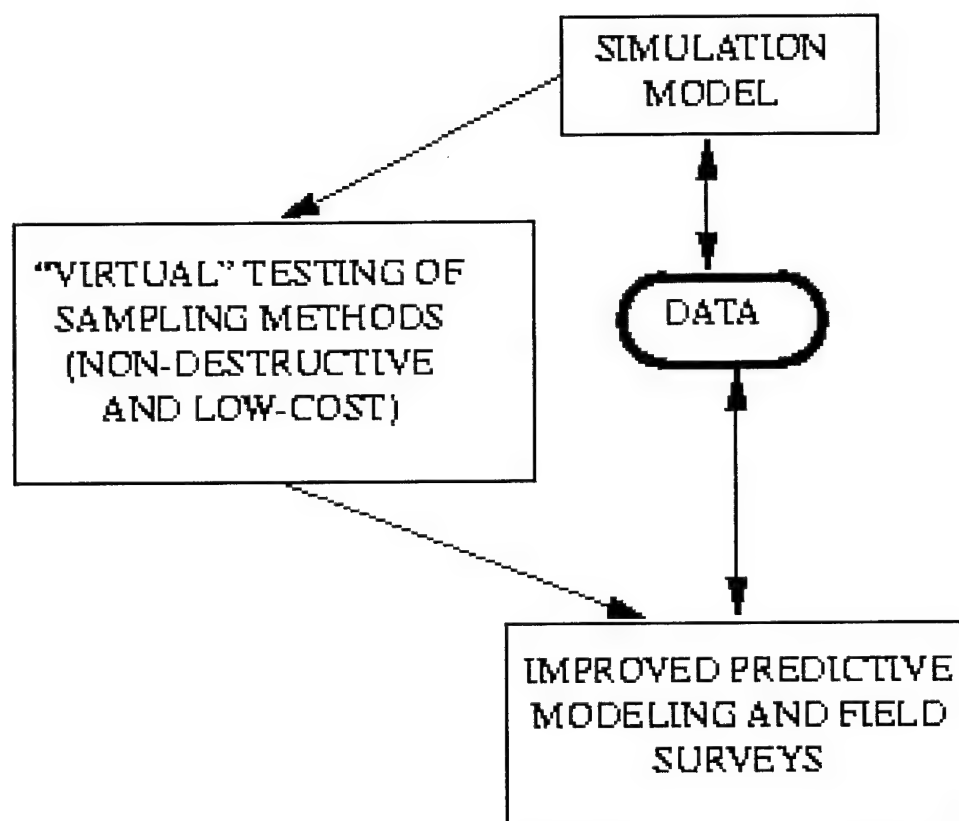 SIMULATION
MODEL
“VIRTUAL” TESTING OF
SAMPLING METHODS
(NON-DESTRUCTIVE
AND LOW-COST)
DATA
IMPROVED PREDICTIVE
MODELING AND FIELD
SURVEYS